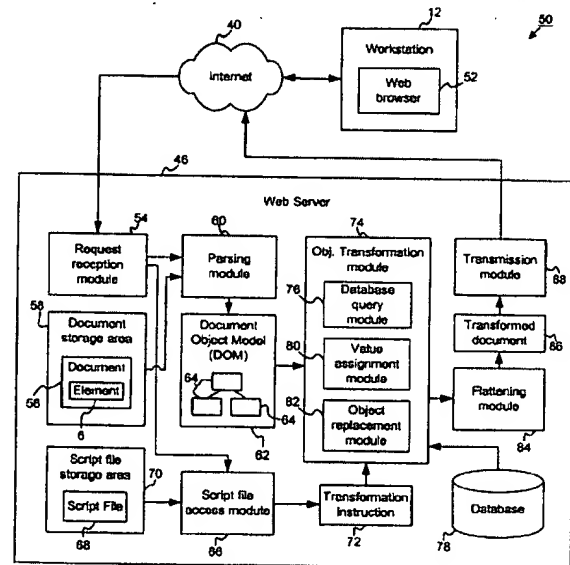 12
50
40
Workstation
Internet
Web
browser
52
46
Web Server
54
60
74
Request
reception
module
Parsing
module
Obj. Transformation
module
Transmission
module
88
76
Database
query
module
58
Document
storage area
Document
Element
56
6
Document
Object Model
(DOM)
64
64
62
80
Value
assignment
module
Transformed
document
86
82
Object
replacement
module
Flattening
module
84
Script file
storage area
70
Script File
68
Script file
access module
66
Transformation
Instruction
72
Database
78